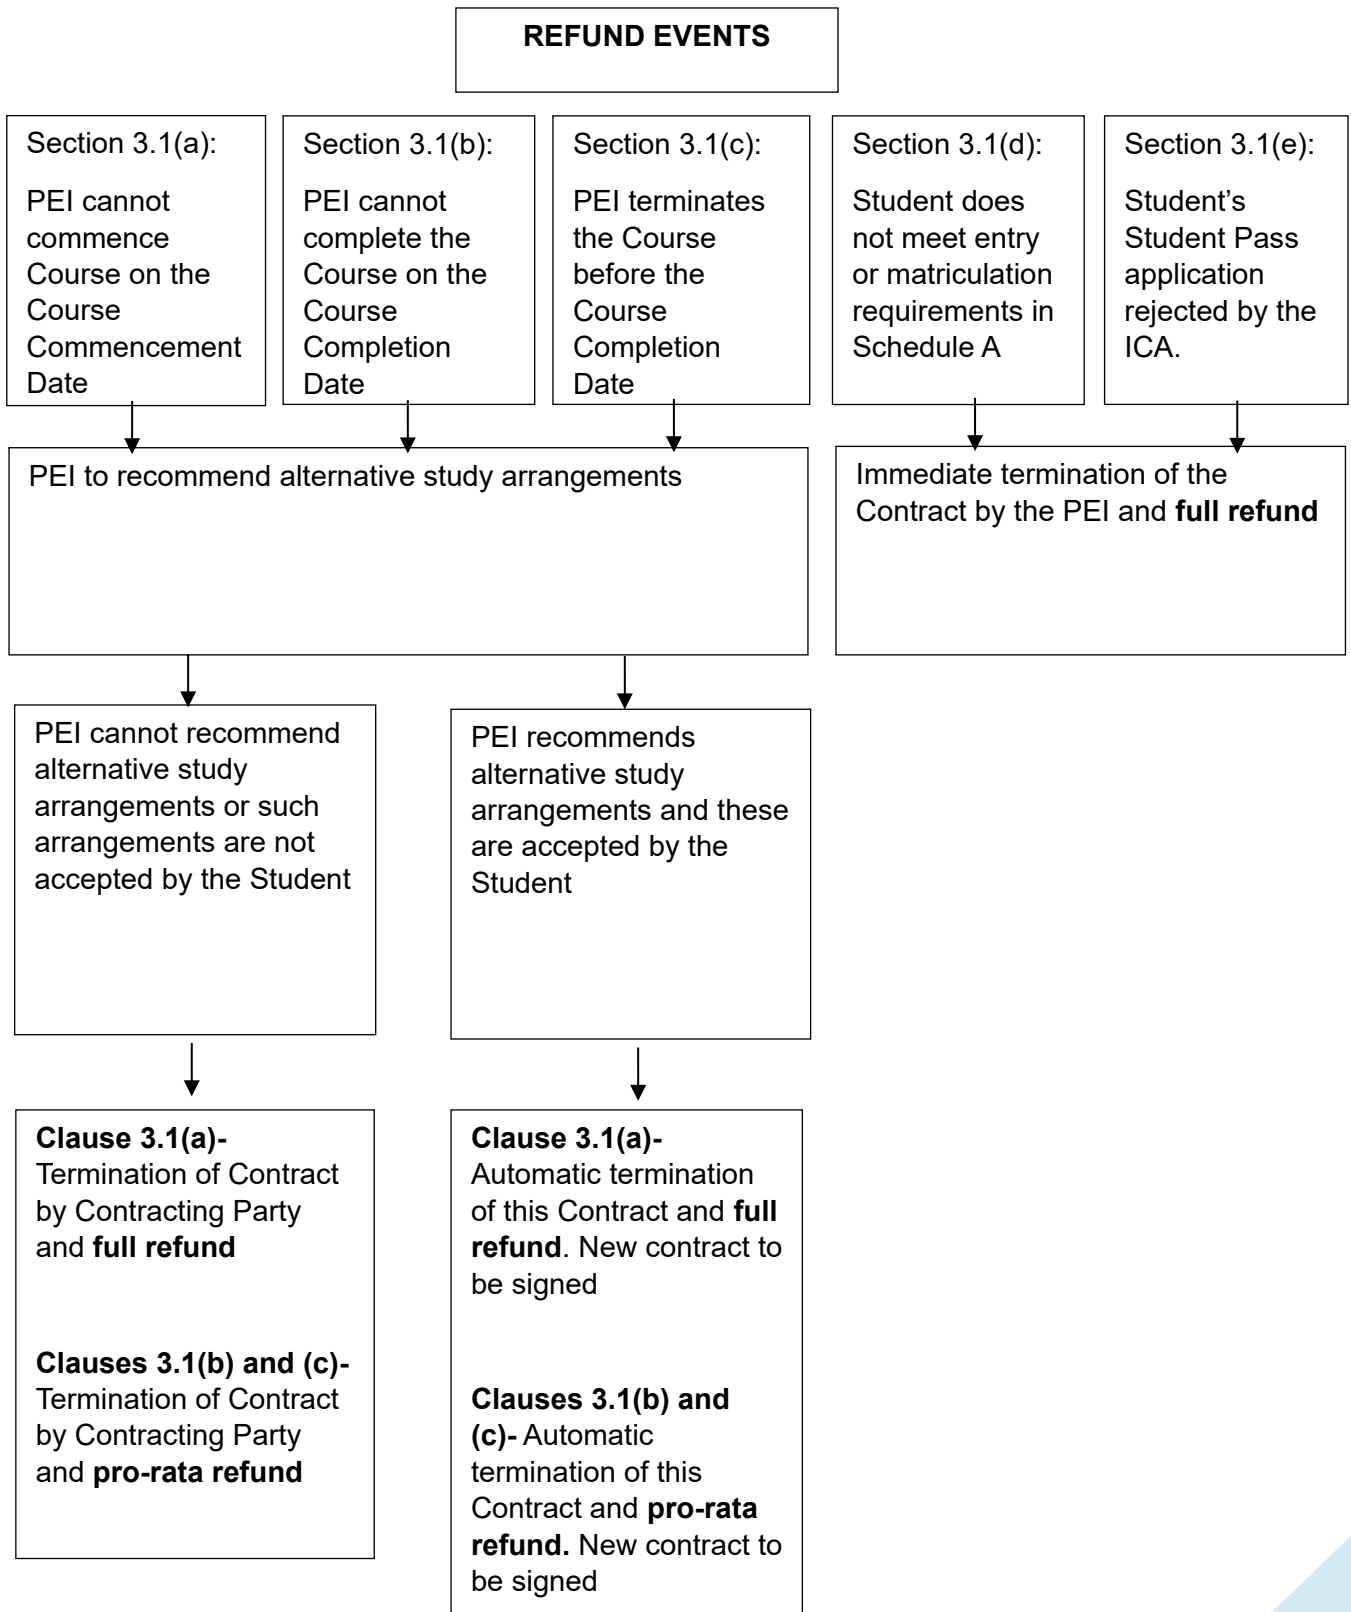 REFUND EVENTS
Section 3.1(a):
PEI cannot
commence
Course on the
Course
Commencement
Date
Section 3.1(b):
PEI cannot
complete the
Course on the
Course
Completion
Date
Section 3.1(c):
PEI terminates
the Course
before the
Course
Completion
Date
Section 3.1(d):
Student does
not meet entry
or matriculation
requirements in
Schedule A
Section 3.1(e):
Student's
Student Pass
application
rejected by the
ICA.
PEI to recommend alternative study arrangements
Immediate termination of the
Contract by the PEI and full refund
PEI cannot recommend
alternative study
arrangements or such
arrangements are not
accepted by the Student
PEI recommends
alternative study
arrangements and these
are accepted by the
Student
Clause 3.1(a)-
Termination of Contract
by Contracting Party
and full refund
Clauses 3.1(b) and (c)-
Termination of Contract
by Contracting Party
and pro-rata refund
Clause 3.1(a)-
Automatic termination
of this Contract and full
refund. New contract to
be signed
Clauses 3.1(b) and
(c)- Automatic
termination of this
Contract and pro-rata
refund. New contract to
be signed